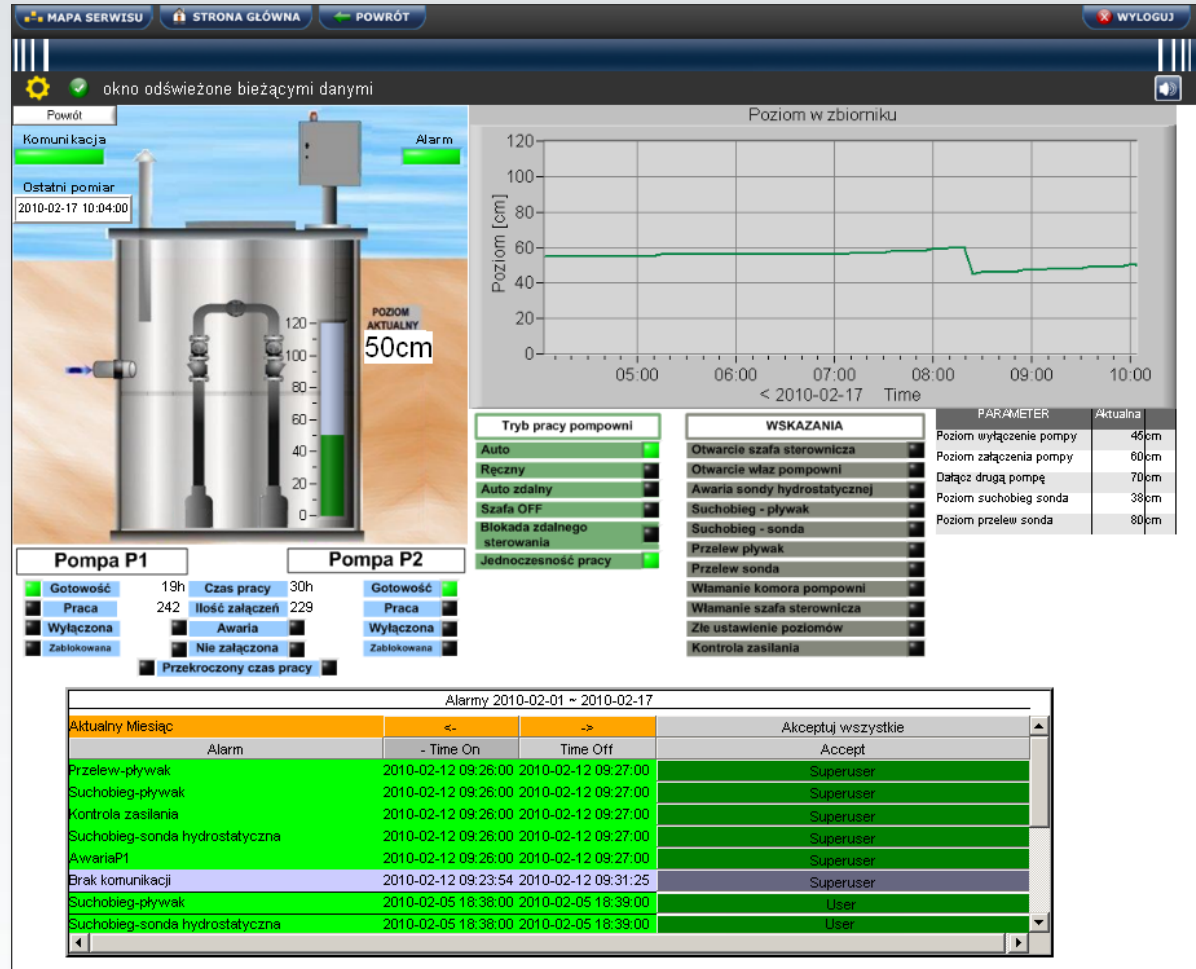 MAPA SERWISU STRONA GŁÓWNA POWRÓT WYLOGUJ
okno odświeżone bieżącymi danymi
Powrót
Komunikacja Alarm
Ostatni pomiar
2010-02-17 10:04:00
POZIOM
AKTUALNY
50cm
120
100
80
60
40
20
0
Poziom w zbiorniku
Poziom [cm]
120
100
80
60
40
20
0
05:00 06:00 07:00 08:00 09:00 10:00
< 2010-02-17 Time
Pompa P1 Pompa P2
Gotowość 19h Czas pracy 30h Gotowość
Praca 242 Ilość załączeń 229 Praca
Wyłączona Awaria Wyłączona
Zablokowana Nie załączona Zablokowana
Przekroczony czas pracy
Tryb pracy pompowni
Auto
Ręczny
Auto zdalny
Szafa OFF
Blokada zdalnego
sterowania
Jednoczesność pracy
WSKAZANIA
Otwarcie szafa sterownicza
Otwarcie właz pompowni
Awaria sondy hydrostatycznej
Suchobieg - pływak
Suchobieg - sonda
Przelew pływak
Przelew sonda
Włamanie komora pompowni
Włamanie szafa sterownicza
Złe ustawienie poziomów
Kontrola zasilania
PARAMETER Aktualna
Poziom wyłączenie pompy 45 cm
Poziom załączenia pompy 60 cm
Dałącz drugą pompę 70 cm
Poziom suchobieg sonda 38 cm
Poziom przelew sonda 80 cm
Alarmy 2010-02-01 ~ 2010-02-17
Aktualny Miesiąc <- -> Akceptuj wszystkie
Alarm - Time On Time Off Accept
Przelew-pływak 2010-02-12 09:26:00 2010-02-12 09:27:00 Superuser
Suchobieg-pływak 2010-02-12 09:26:00 2010-02-12 09:27:00 Superuser
Kontrola zasilania 2010-02-12 09:26:00 2010-02-12 09:27:00 Superuser
Suchobieg-sonda hydrostatyczna 2010-02-12 09:26:00 2010-02-12 09:27:00 Superuser
AwariaP1 2010-02-12 09:26:00 2010-02-12 09:27:00 Superuser
Brak komunikacji 2010-02-12 09:23:54 2010-02-12 09:31:25 Superuser
Suchobieg-pływak 2010-02-05 18:38:00 2010-02-05 18:39:00 User
Suchobieg-sonda hydrostatyczna 2010-02-05 18:38:00 2010-02-05 18:39:00 User